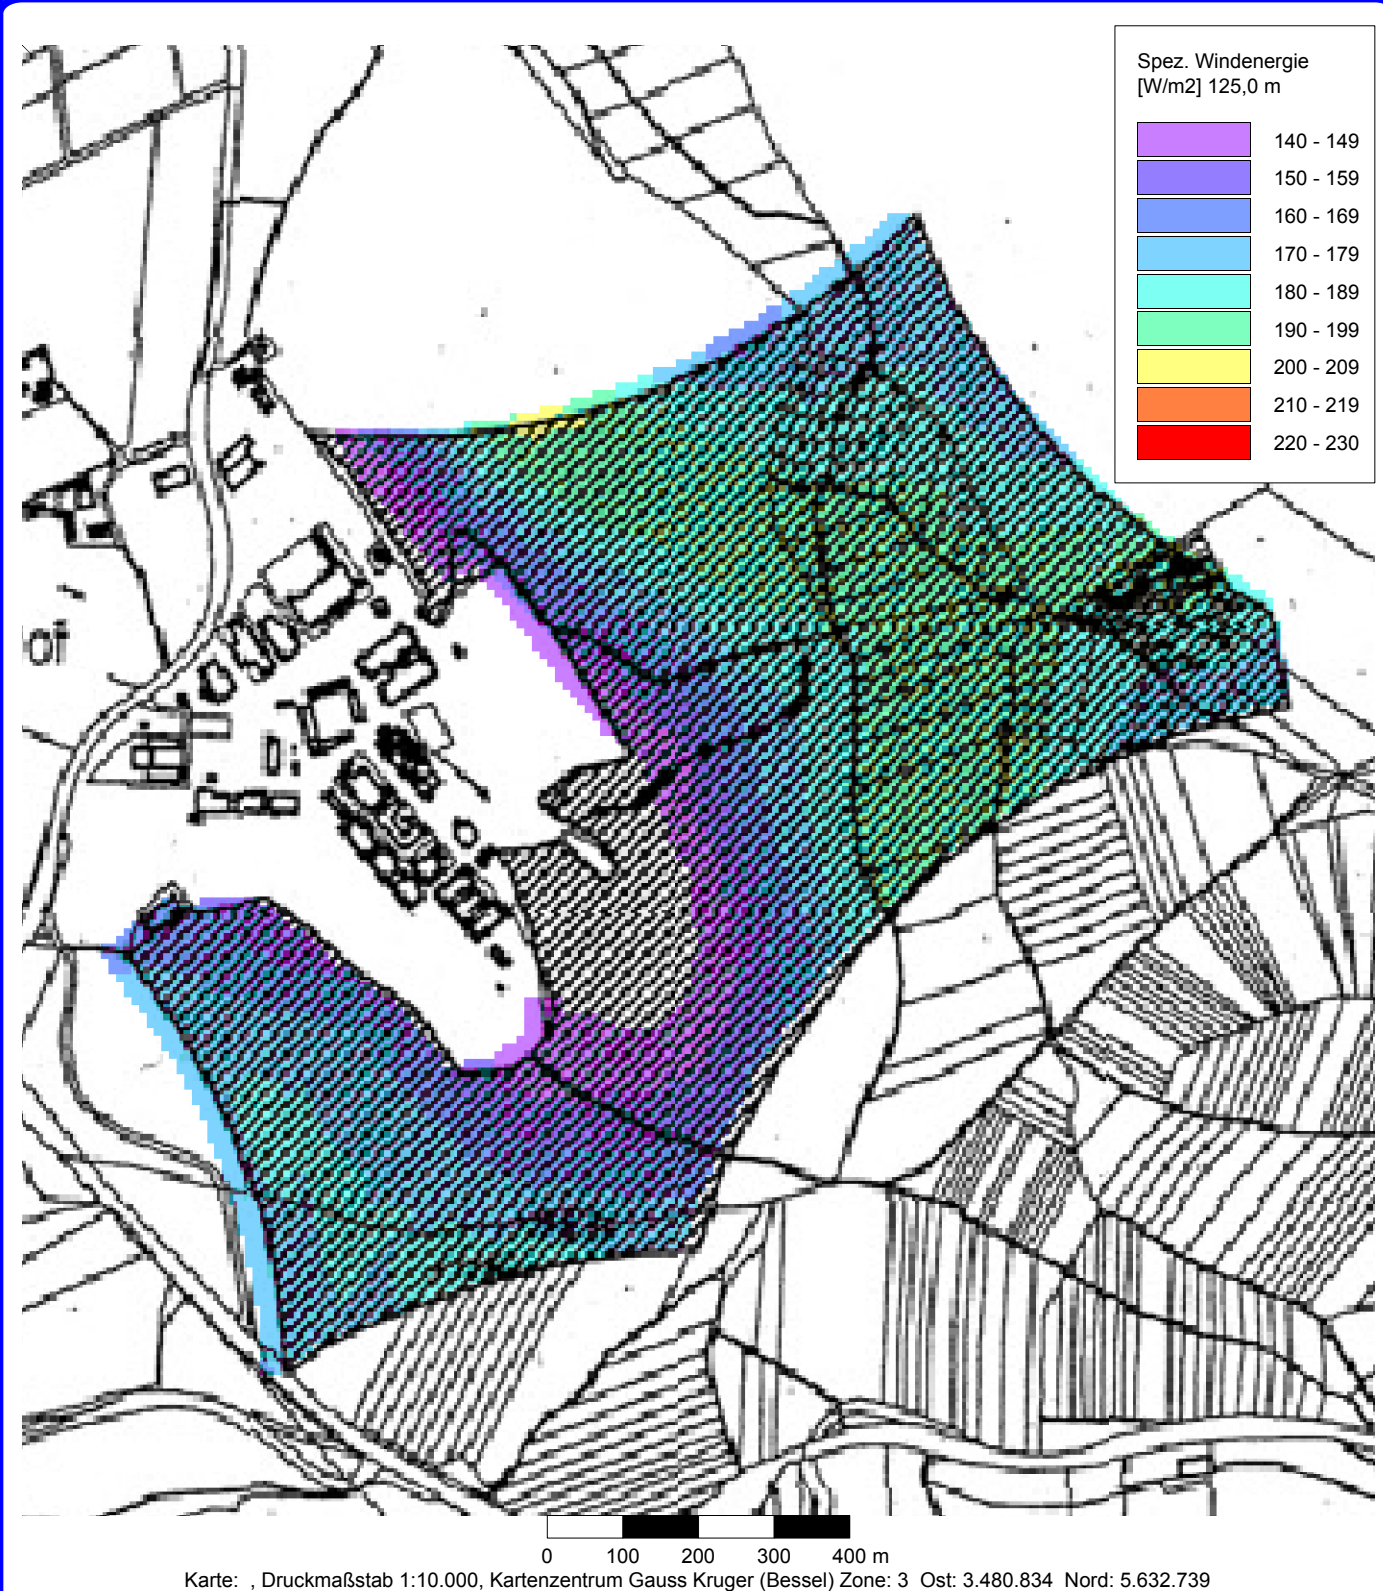 Spez. Windenergie
[W/m2] 125,0 m
140 - 149
150 - 159
160 - 169
170 - 179
180 - 189
190 - 199
200 - 209
210 - 219
220 - 230
of
0 100 200 300 400 m
Karte: , Druckmaßstab 1:10.000, Kartenzentrum Gauss Kruger (Bessel) Zone: 3 Ost: 3.480.834 Nord: 5.632.739